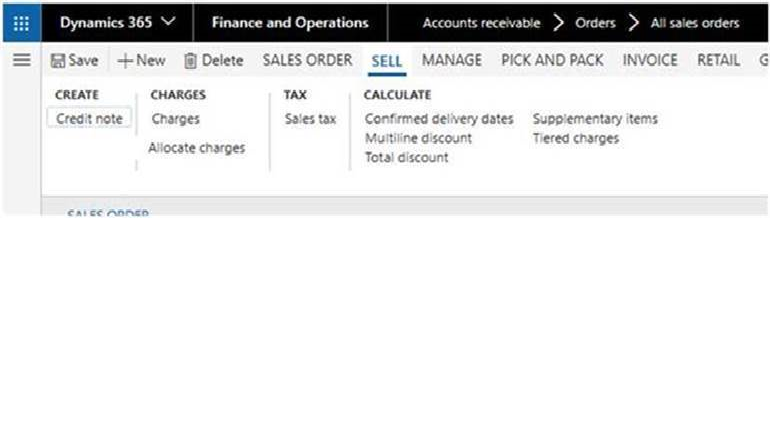 Dynamics 365 Finance and Operations Accounts receivable Orders All sales orders
Save New Delete SALES ORDER SELL MANAGE PICK AND PACK INVOICE RETAIL G
CREATE CHARGES TAX CALCULATE
Credit note Charges Sales tax Confirmed delivery dates Supplementary items
Multiline discount Tiered charges
Allocate charges
Total discount
SALES ORDER